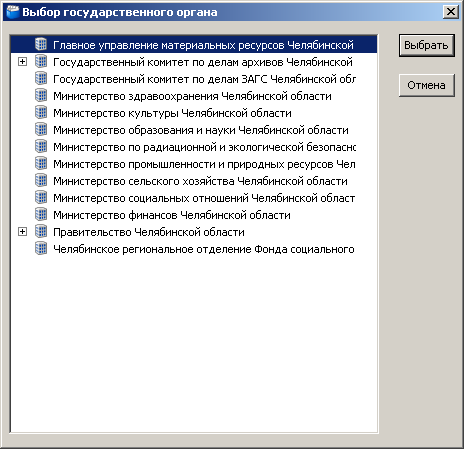 Выбор государственного органа
Главное управление материальных ресурсов Челябинской
Государственный комитет по делам архивов Челябинской
Государственный комитет по делам ЗАГС Челябинской обл
Министерство здравоохранения Челябинской области
Министерство культуры Челябинской области
Министерство образования и науки Челябинской области
Министерство по радиационной и экологической безопасно
Министерство промышленности и природных ресурсов Чел
Министерство сельского хозяйства Челябинской области
Министерство социальных отношений Челябинской област
Министерство финансов Челябинской области
Правительство Челябинской области
Челябинское региональное отделение Фонда социального
Выбрать
Отмена